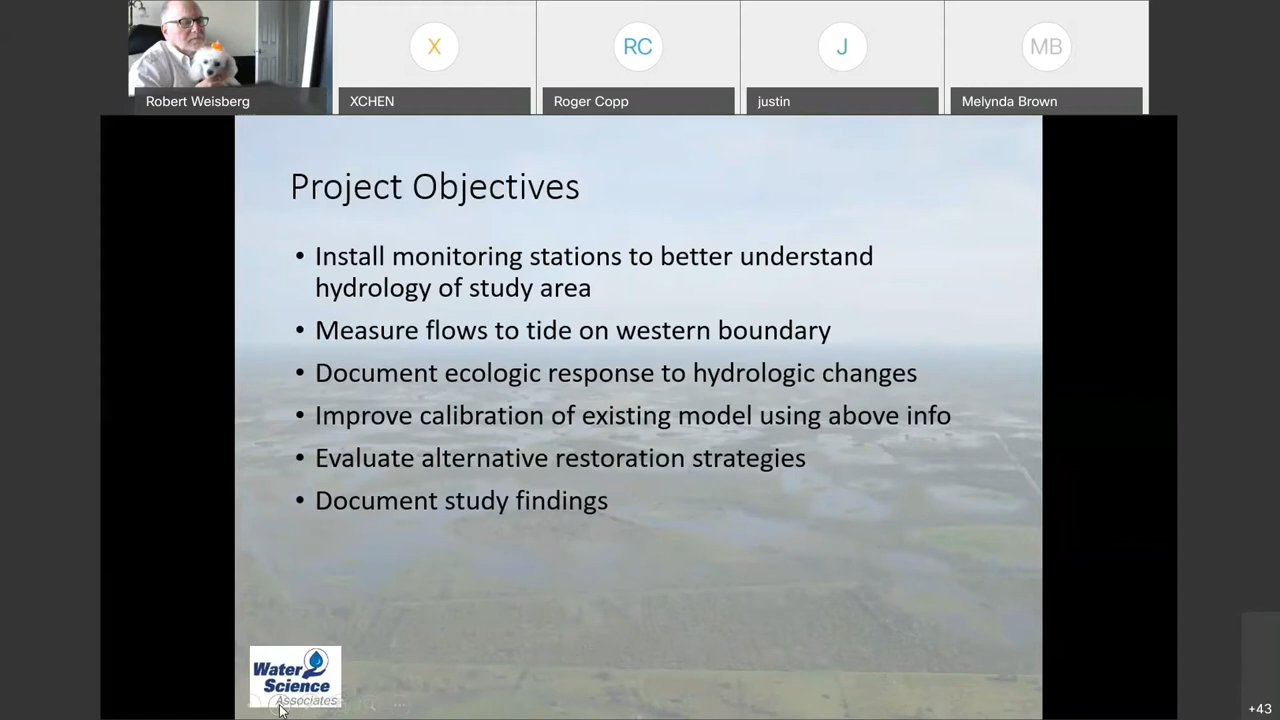 X
RC
J
MB
Robert Weisberg
XCHEN
Roger Copp
justin
Melynda Brown
Project Objectives
• Install monitoring stations to better understand
hydrology of study area
• Measure flows to tide on western boundary
• Document ecologic response to hydrologic changes
• Improve calibration of existing model using above info
• Evaluate alternative restoration strategies
• Document study findings
Water
Science
Associates
+43